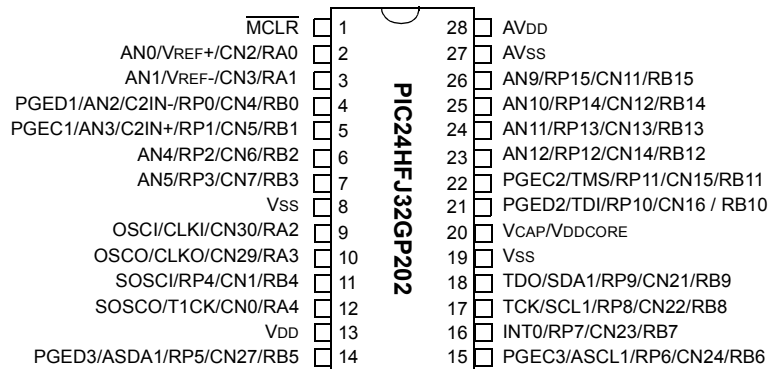 MCLR 1 28 AVDD
AN0/VREF+/CN2/RA0 2 27 AVSS
AN1/VREF-/CN3/RA1 3 26 AN9/RP15/CN11/RB15
PGED1/AN2/C2IN-/RP0/CN4/RB0 4 25 AN10/RP14/CN12/RB14
PGEC1/AN3/C2IN+/RP1/CN5/RB1 5 24 AN11/RP13/CN13/RB13
AN4/RP2/CN6/RB2 6 23 AN12/RP12/CN14/RB12
AN5/RP3/CN7/RB3 7 22 PGEC2/TMS/RP11/CN15/RB11
VSS 8 21 PGED2/TDI/RP10/CN16 / RB10
OSCI/CLKI/CN30/RA2 9 20 VCAP/VDDCORE
OSCO/CLKO/CN29/RA3 10 19 VSS
SOSCI/RP4/CN1/RB4 11 18 TDO/SDA1/RP9/CN21/RB9
SOSCO/T1CK/CN0/RA4 12 17 TCK/SCL1/RP8/CN22/RB8
VDD 13 16 INT0/RP7/CN23/RB7
PGED3/ASDA1/RP5/CN27/RB5 14 15 PGEC3/ASCL1/RP6/CN24/RB6
PIC24HFJ32GP202